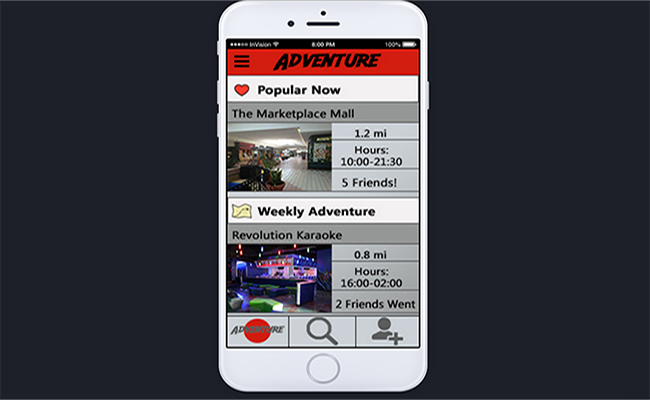 InVision 8:00 PM 100%
ADVENTURE
Popular Now
The Marketplace Mall
1.2 mi
Hours:
10:00-21:30
5 Friends!
Weekly Adventure
Revolution Karaoke
0.8 mi
Hours:
16:00-02:00
2 Friends Went
ADVENTURE